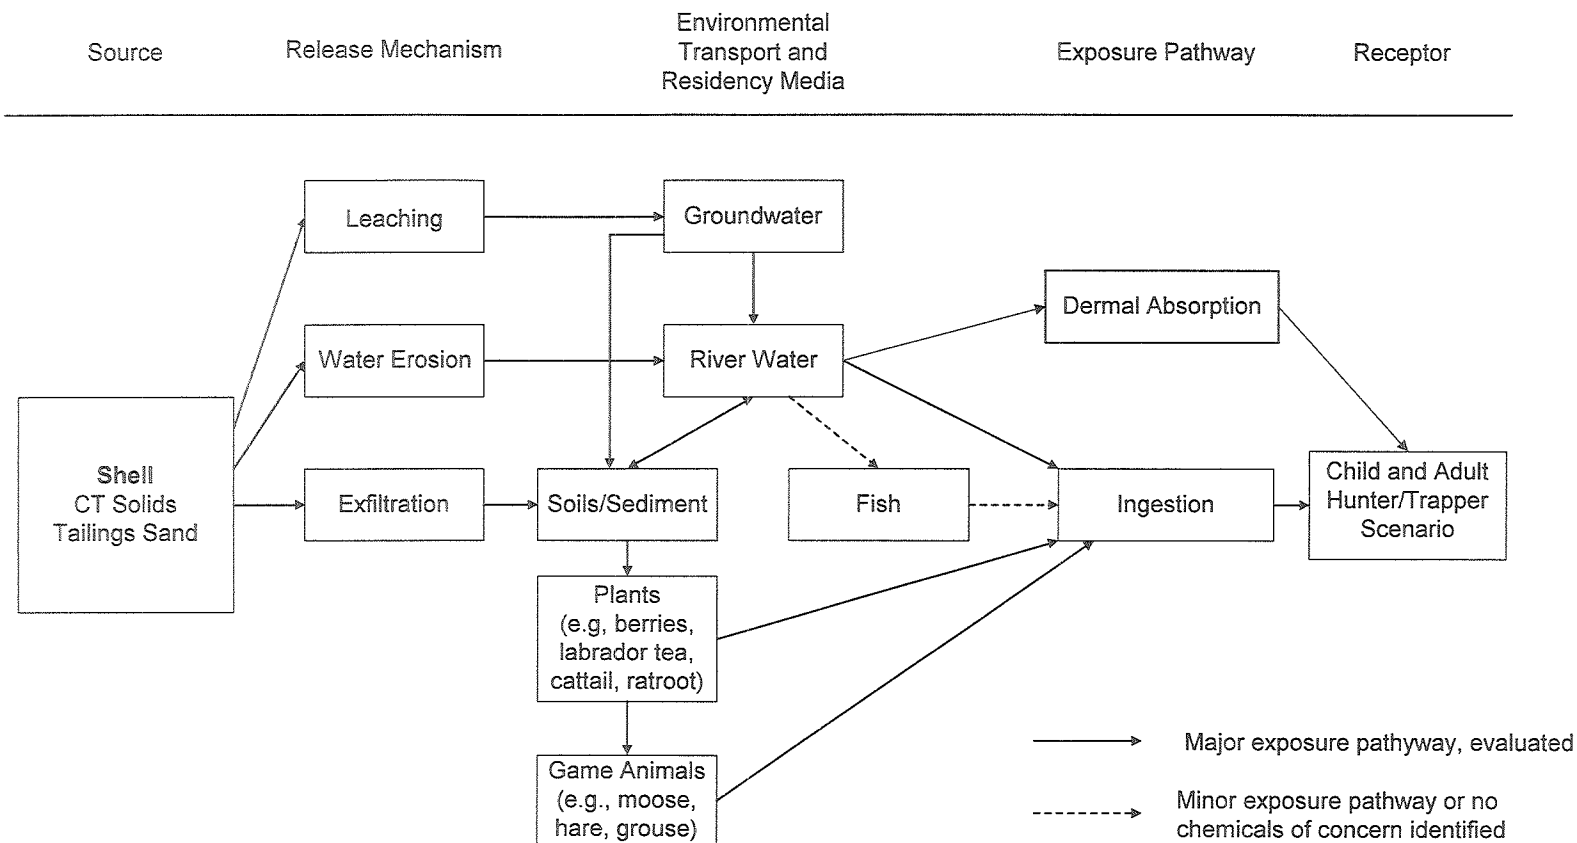 Source
Release Mechanism
Environmental
Transport and
Residency Media
Exposure Pathway
Receptor
Leaching
Groundwater
Dermal Absorption
Water Erosion
River Water
Shell
CT Solids
Tailings Sand
Exfiltration
Soils/Sediment
Fish
Ingestion
Child and Adult
Hunter/Trapper
Scenario
Plants
(e.g, berries,
labrador tea,
cattail, ratroot)
Game Animals
(e.g., moose,
hare, grouse)
Major exposure pathyway, evaluated
Minor exposure pathway or no
chemicals of concern identified